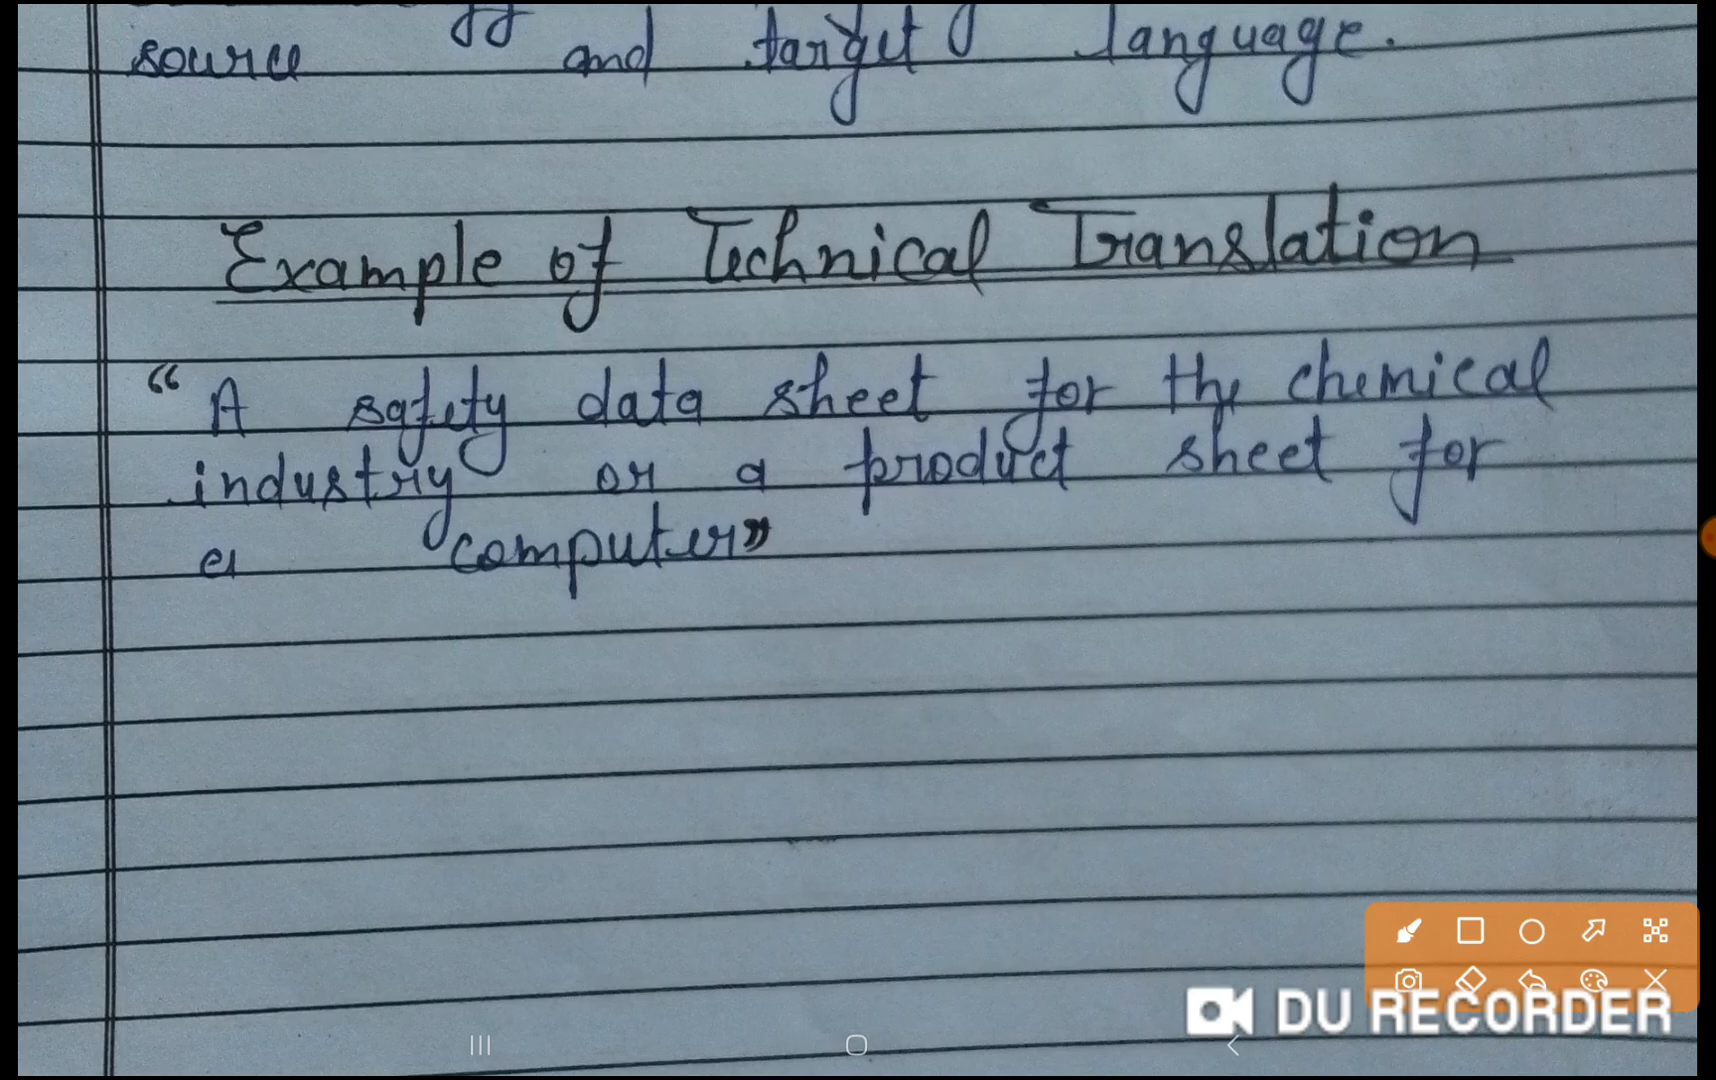 source and target language.
Example of Technical Translation
“A safety data sheet for the chemical
industry or a product sheet for
a computer”
DU RECORDER